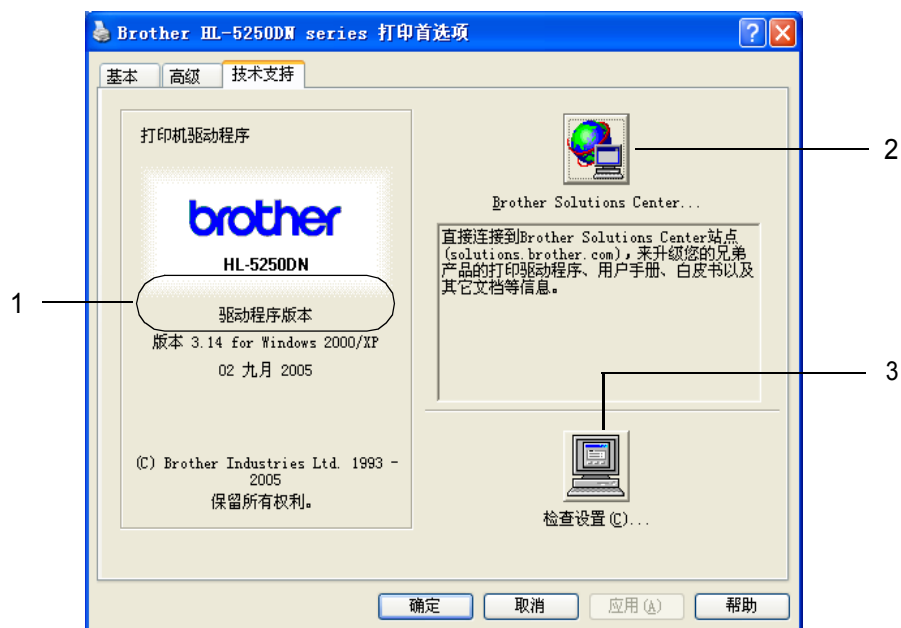 Brother HL-5250DN series 打印首选项
基本 高级 技术支持
打印机驱动程序
brother
HL-5250DN
1
驱动程序版本
版本 3.14 for Windows 2000/XP
02 九月 2005
(C) Brother Industries Ltd. 1993 -
2005
保留所有权利。
2
Brother Solutions Center...
直接连接到Brother Solutions Center站点
(solutions.brother.com),来升级您的兄弟
产品的打印驱动程序、用户手册、白皮书以及
其它文档等信息。
3
检查设置(C)...
确定 取消 应用(A) 帮助